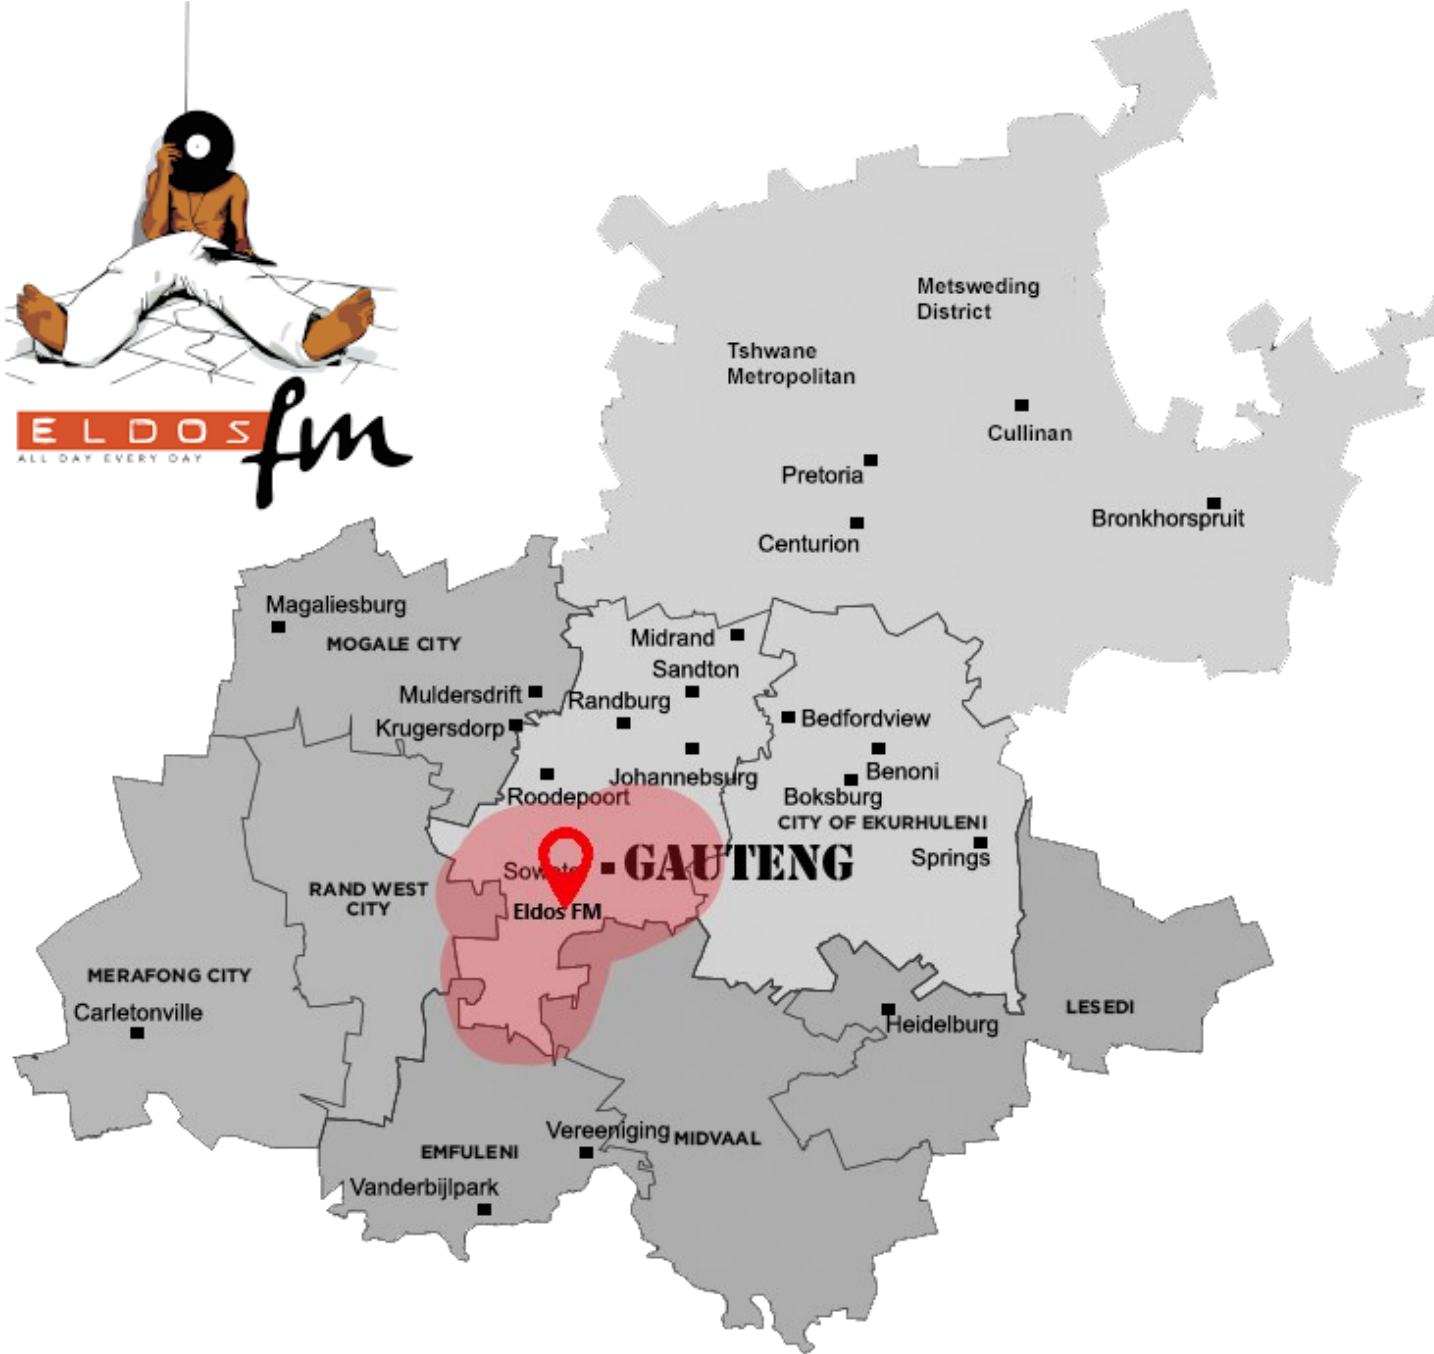 ELDOS fm
ALL DAY EVERY DAY
Metsweding
District
Tshwane
Metropolitan
Cullinan
Pretoria
Bronkhorspruit
Centurion
Magaliesburg
MOGALE CITY
Midrand
Sandton
Muldersdrift
Randburg
Krugersdorp
Bedfordview
Johannebsurg
Benoni
Roodepoort
Boksburg
CITY OF EKURHULENI
Springs
GAUTENG
Eldos FM
RAND WEST
CITY
MERAFONG CITY
Carletonville
LESEDI
Heidelburg
Vereeniging
MIDVAAL
EMFULENI
Vanderbijlpark